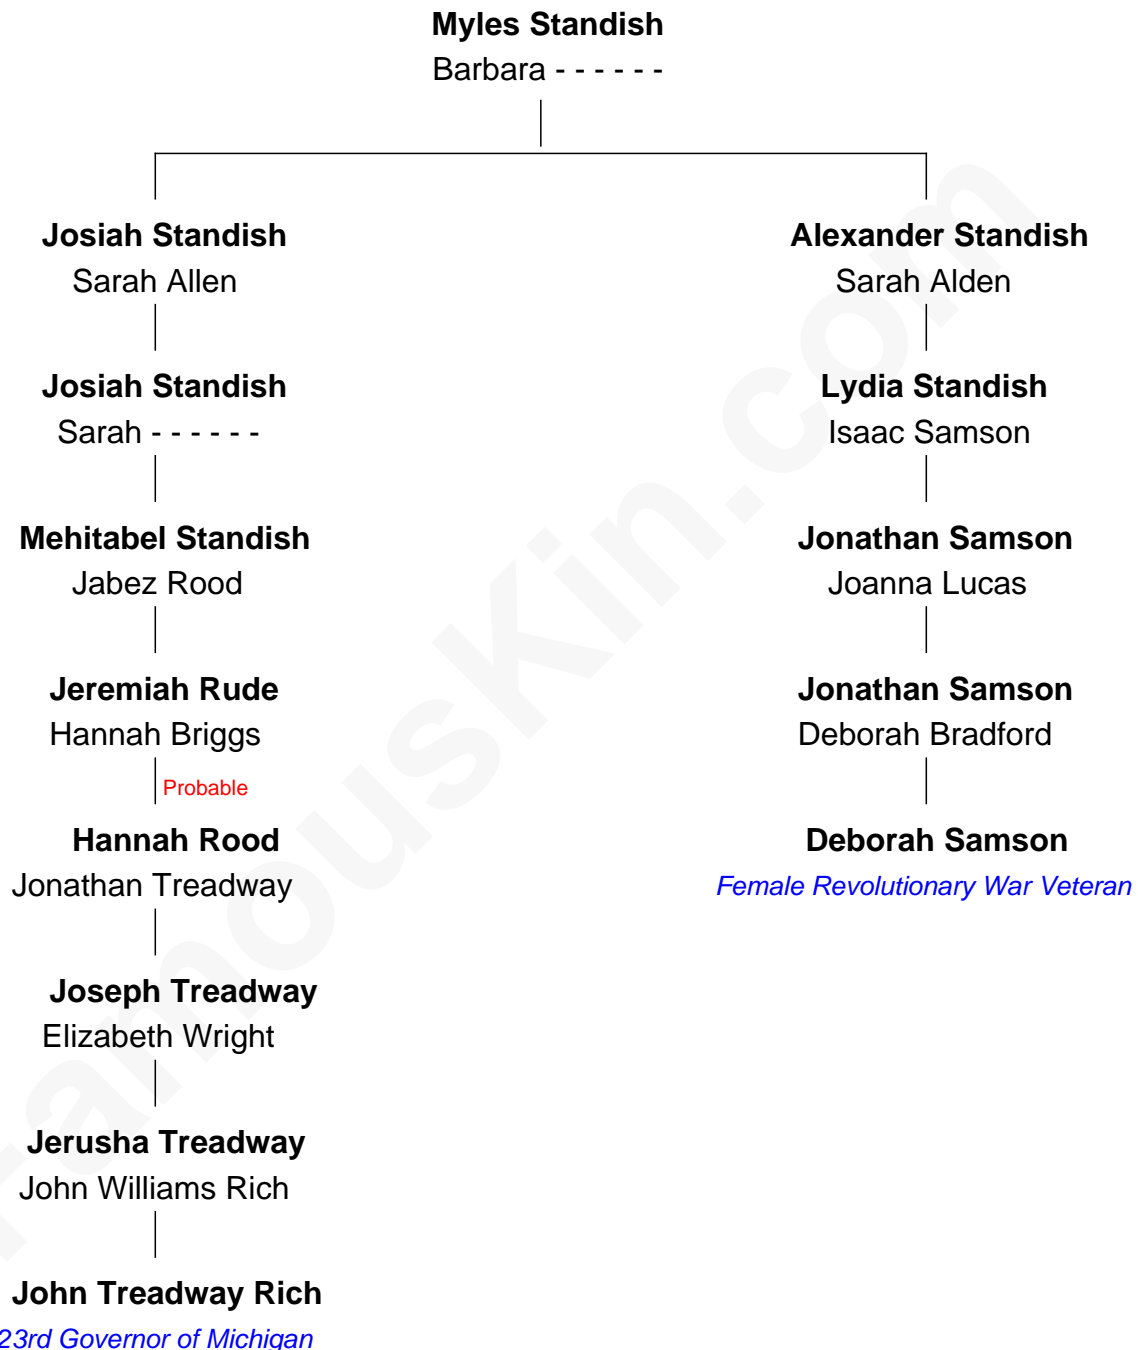 Myles Standish
Barbara - - - - - -
Josiah Standish
Sarah Allen
Alexander Standish
Sarah Alden
Josiah Standish
Sarah - - - - - -
Lydia Standish
Isaac Samson
Mehitabel Standish
Jabez Rood
Jonathan Samson
Joanna Lucas
Jeremiah Rude
Hannah Briggs
Jonathan Samson
Deborah Bradford
Probable
Hannah Rood
Jonathan Treadway
Deborah Samson
Female Revolutionary War Veteran
Joseph Treadway
Elizabeth Wright
Jerusha Treadway
John Williams Rich
John Treadway Rich
23rd Governor of Michigan
FamousKin.com